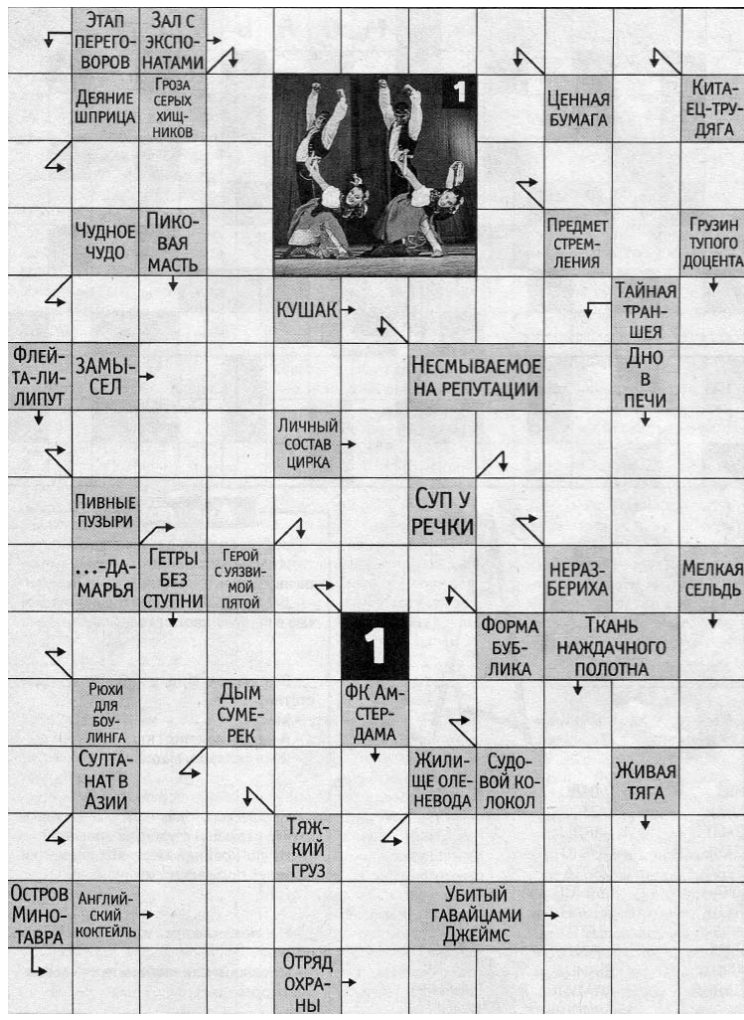 ЭТАП
ПЕРЕГО-
ВОРОВ
ЗАЛ С
ЭКСПО-
НАТАМИ
ДЕЯНИЕ
ШПРИЦА
ГРОЗА
СЕРЫХ
ХИЩ-
НИКОВ
1
ЦЕННАЯ
БУМАГА
КИТА-
ЕЦ-ТРУ-
ДЯГА
ЧУДНОЕ
ЧУДО
ПИКО-
ВАЯ
МАСТЬ
ПРЕДМЕТ
СТРЕМ-
ЛЕНИЯ
ГРУЗИН
ТУПОГО
ДОЦЕНТА
КУШАК
ТАЙНАЯ
ТРАН-
ШЕЯ
ФЛЕЙ-
ТА-ЛИ-
ЛИПУТ
ЗАМЫ-
СЕЛ
НЕСМЫВАЕМОЕ
НА РЕПУТАЦИИ
ДНО
В
ПЕЧИ
ЛИЧНЫЙ
СОСТАВ
ЦИРКА
ПИВНЫЕ
ПУЗЫРИ
СУП У
РЕЧКИ
...-ДА-
МАРЬЯ
ГЕТРЫ
БЕЗ
СТУПНИ
ГЕРОЙ
С УЯЗВИ-
МОЙ
ПЯТОЙ
НЕРАЗ-
БЕРИХА
МЕЛКАЯ
СЕЛЬДЬ
1
ФОРМА
БУБ-
ЛИКА
ТКАНЬ
НАЖДАЧНОГО
ПОЛОТНА
РЮХИ
ДЛЯ
БОУ-
ЛИНГА
ДЫМ
СУМЕ-
РЕК
ФК АМ-
СТЕР-
ДАМА
СУЛТА-
НАТ В
АЗИИ
ЖИЛИ-
ЩЕ ОЛЕ-
НЕВОДА
СУДО-
ВОЙ КО-
ЛОКОЛ
ЖИВАЯ
ТЯГА
ТЯЖ-
КИЙ
ГРУЗ
ОСТРОВ
МИНО-
ТАВРА
АНГЛИЙ-
СКИЙ
КОКТЕЙЛЬ
УБИТЫЙ
ГАВАЙЦАМИ
ДЖЕЙМС
ОТРЯД
ОХРА-
НЫ